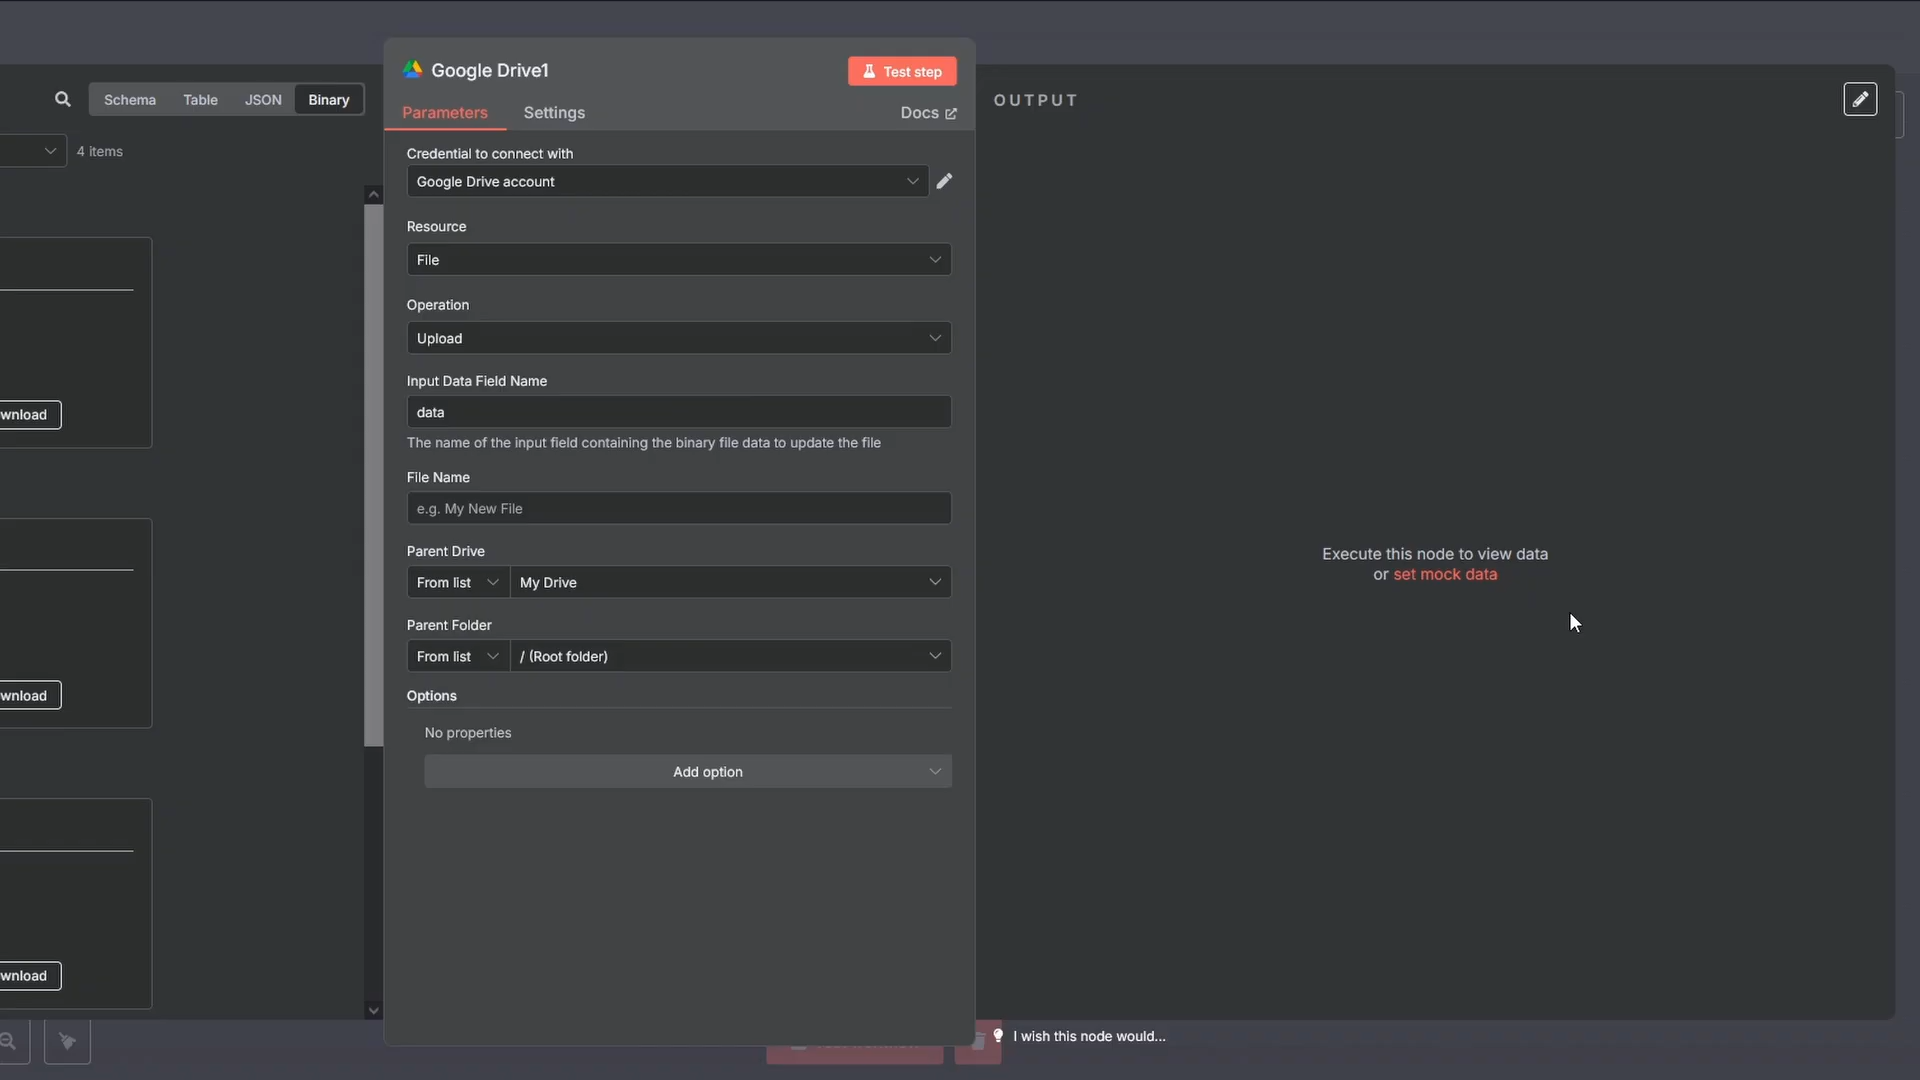 Schema Table JSON Binary
4 items
wnload
wnload
wnload
Google Drive1
Test step
Parameters Settings Docs
Credential to connect with
Google Drive account
Resource
File
Operation
Upload
Input Data Field Name
data
The name of the input field containing the binary file data to update the file
File Name
e.g. My New File
Parent Drive
From list My Drive
Parent Folder
From list / (Root folder)
Options
No properties
Add option
OUTPUT
Execute this node to view data
or set mock data
I wish this node would...